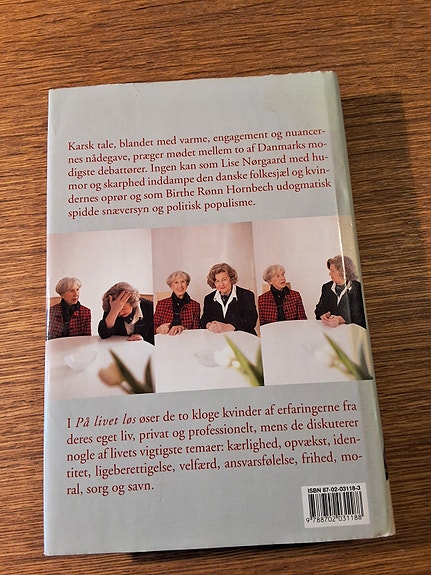 Karsk tale, blandet med varme, engagement og nuancer-
nes nådegave, præger mødet mellem to af Danmarks mo-
digste debattører. Ingen kan som Lise Nørgaard med hu-
mor og skarphed inddampe den danske folkesjæl og kvin-
dernes oprør og som Birthe Rønn Hornbech udogmatisk
spidde snæversyn og politisk populisme.
I På livet løs øser de to kloge kvinder af erfaringerne fra
deres eget liv, privat og professionelt, mens de diskuterer
nogle af livets vigtigste temaer: kærlighed, opvækst, iden-
titet, ligeberettigelse, velfærd, ansvarsfølelse, frihed, mo-
ral, sorg og savn.
ISBN 87-02-03118-3
9 788702 031188